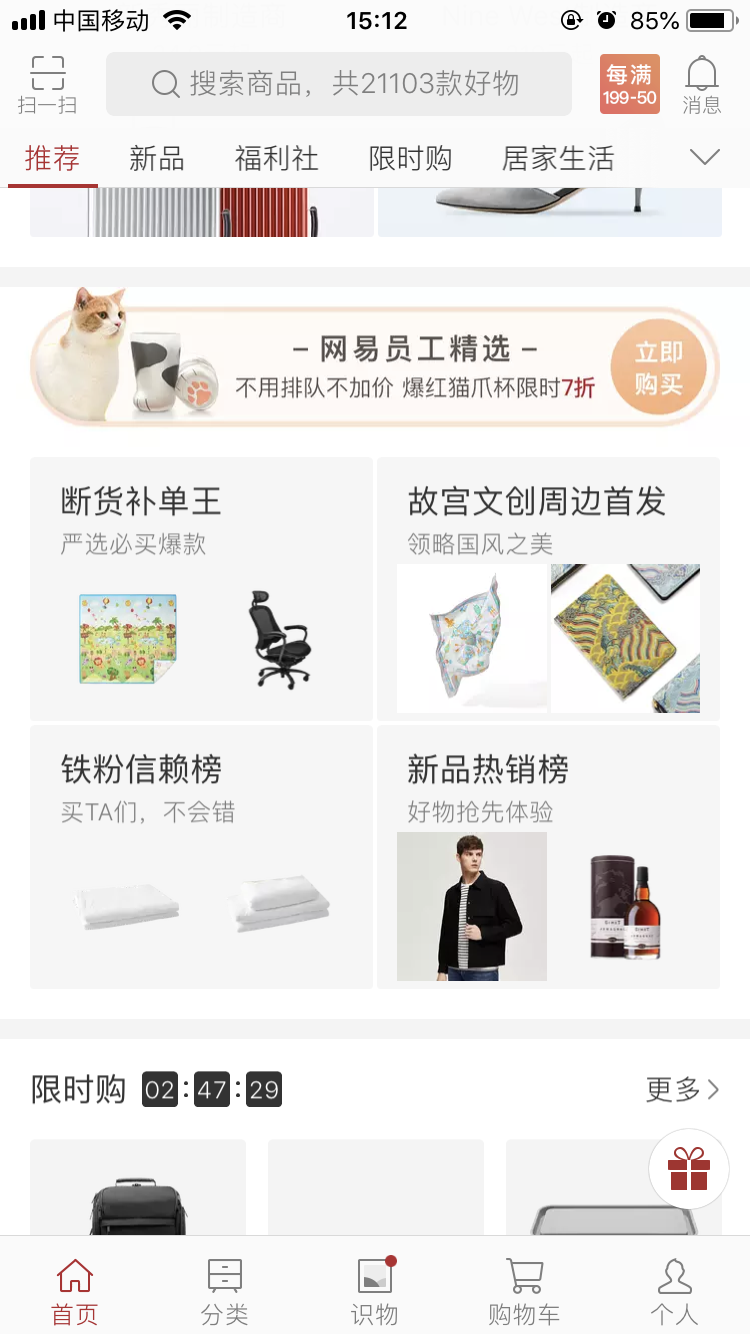 中国移动 15:12 85%
扫一扫
搜索商品，共21103款好物
每满
199-50
消息
推荐 新品 福利社 限时购 居家生活
– 网易员工精选 –
不用排队不加价 爆红猫爪杯限时7折
立即
购买
断货补单王
严选必买爆款
故宫文创周边首发
领略国风之美
铁粉信赖榜
买TA们，不会错
新品热销榜
好物抢先体验
限时购 02:47:29 更多
首页 分类 识物 购物车 个人